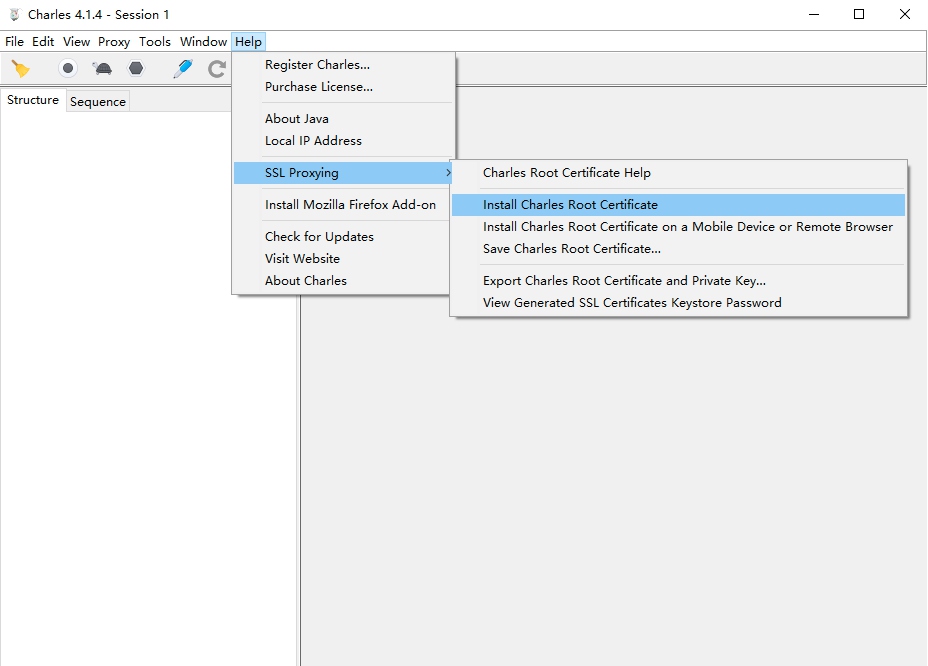 Charles 4.1.4 - Session 1
File Edit View Proxy Tools Window Help
Structure Sequence
Register Charles...
Purchase License...
About Java
Local IP Address
SSL Proxying
Install Mozilla Firefox Add-on
Check for Updates
Visit Website
About Charles
Charles Root Certificate Help
Install Charles Root Certificate
Install Charles Root Certificate on a Mobile Device or Remote Browser
Save Charles Root Certificate...
Export Charles Root Certificate and Private Key...
View Generated SSL Certificates Keystore Password